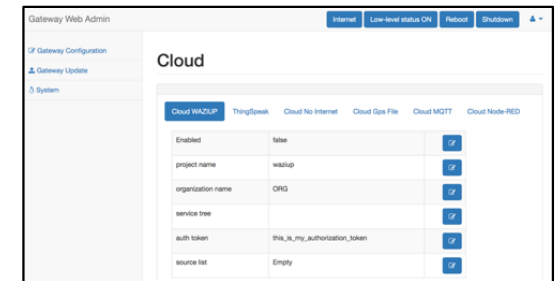 Gateway Web Admin
Internet Low-level status ON Reboot Shutdown
Gateway Configuration
Gateway Update
System
Cloud
Cloud WAZIUP ThingSpeak Cloud No Internet Cloud Gps File Cloud MQTT Cloud Node-RED
Enabled false
project name waziup
organization name ORG
service tree
auth token this_is_my_authorization_token
source list Empty